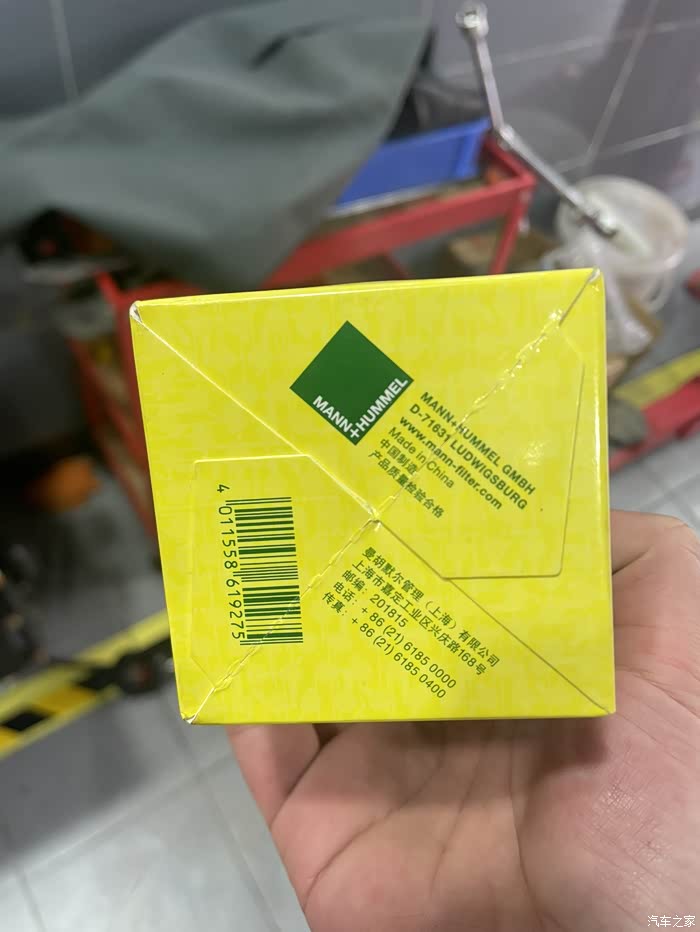 MANN+HUMMEL
MANN+HUMMEL GMBH
D-71631 LUDWIGSBURG
www.mann-filter.com
Made in China
中国制造
产品质量检验合格
4 011558 619275
曼胡默尔管理（上海）有限公司
上海市嘉定工业区兴庆路168号
邮编：201815
电话：+ 86 (21) 6185 0000
传真：+ 86 (21) 6185 0400
汽车之家